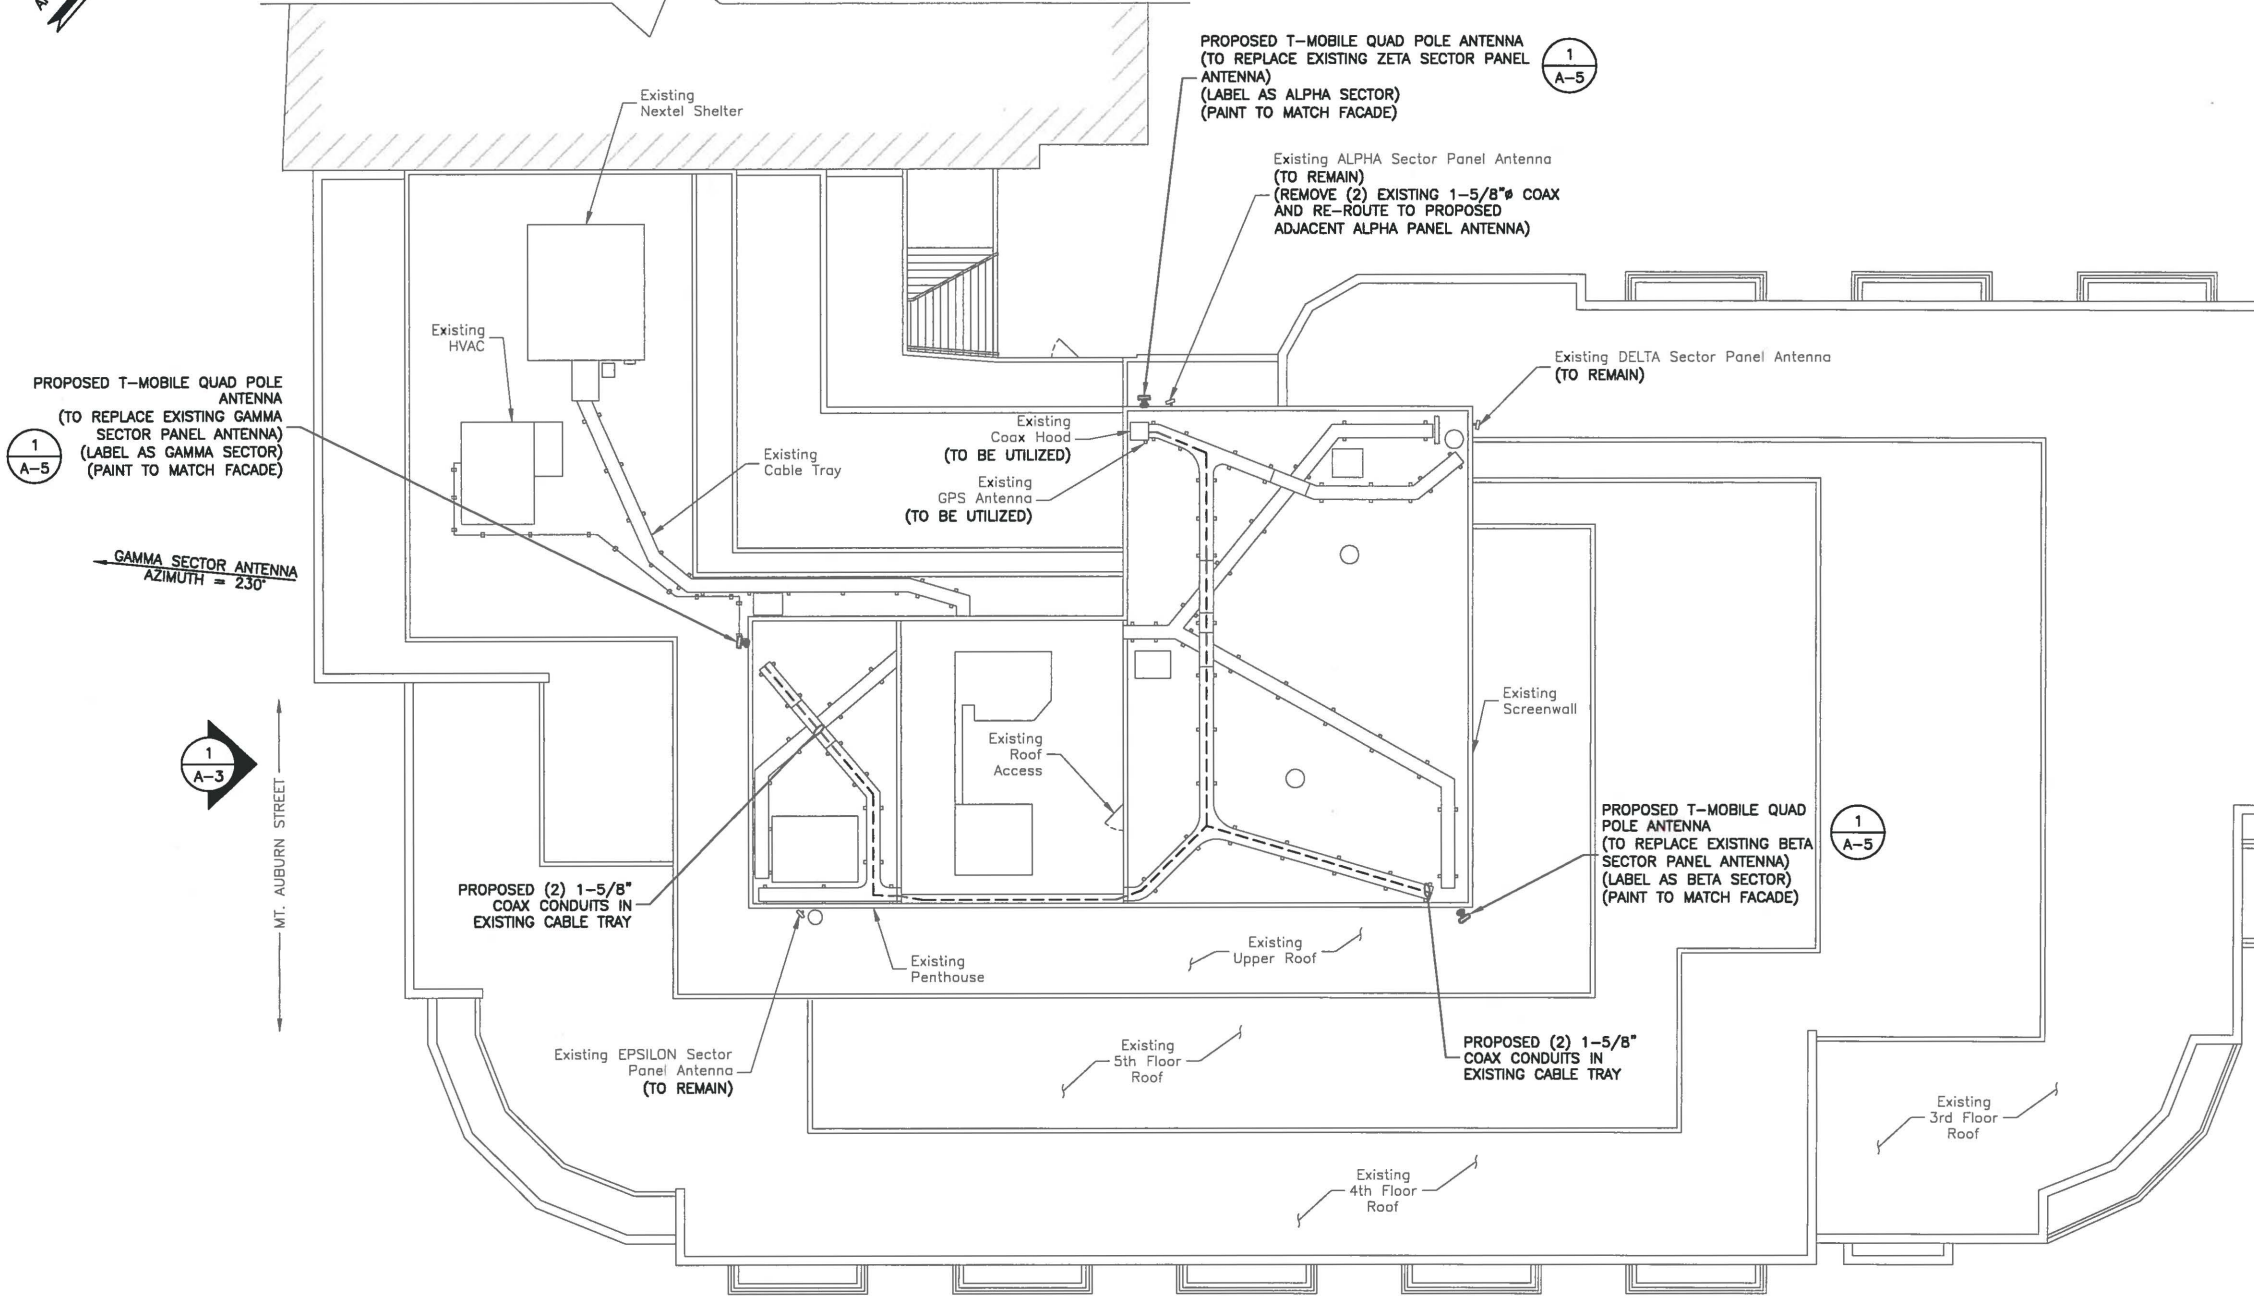 PROPOSED T-MOBILE QUAD POLE ANTENNA
(TO REPLACE EXISTING ZETA SECTOR PANEL
ANTENNA)
(LABEL AS ALPHA SECTOR)
(PAINT TO MATCH FACADE)
1
A-5
Existing
Nextel Shelter
Existing ALPHA Sector Panel Antenna
(TO REMAIN)
(REMOVE (2) EXISTING 1-5/8"ø COAX
AND RE-ROUTE TO PROPOSED
ADJACENT ALPHA PANEL ANTENNA)
Existing
HVAC
Existing DELTA Sector Panel Antenna
(TO REMAIN)
PROPOSED T-MOBILE QUAD POLE
ANTENNA
(TO REPLACE EXISTING GAMMA
SECTOR PANEL ANTENNA)
(LABEL AS GAMMA SECTOR)
(PAINT TO MATCH FACADE)
1
A-5
Existing
Cable Tray
Existing
Coax Hood
(TO BE UTILIZED)
Existing
GPS Antenna
(TO BE UTILIZED)
GAMMA SECTOR ANTENNA
AZIMUTH = 230°
Existing
Screenwall
1
A-3
MT. AUBURN STREET
Existing
Roof
Access
PROPOSED T-MOBILE QUAD
POLE ANTENNA
(TO REPLACE EXISTING BETA
SECTOR PANEL ANTENNA)
(LABEL AS BETA SECTOR)
(PAINT TO MATCH FACADE)
1
A-5
PROPOSED (2) 1-5/8"
COAX CONDUITS IN
EXISTING CABLE TRAY
Existing
Penthouse
Existing
Upper Roof
Existing EPSILON Sector
Panel Antenna
(TO REMAIN)
Existing
5th Floor
Roof
PROPOSED (2) 1-5/8"
COAX CONDUITS IN
EXISTING CABLE TRAY
Existing
3rd Floor
Roof
Existing
4th Floor
Roof